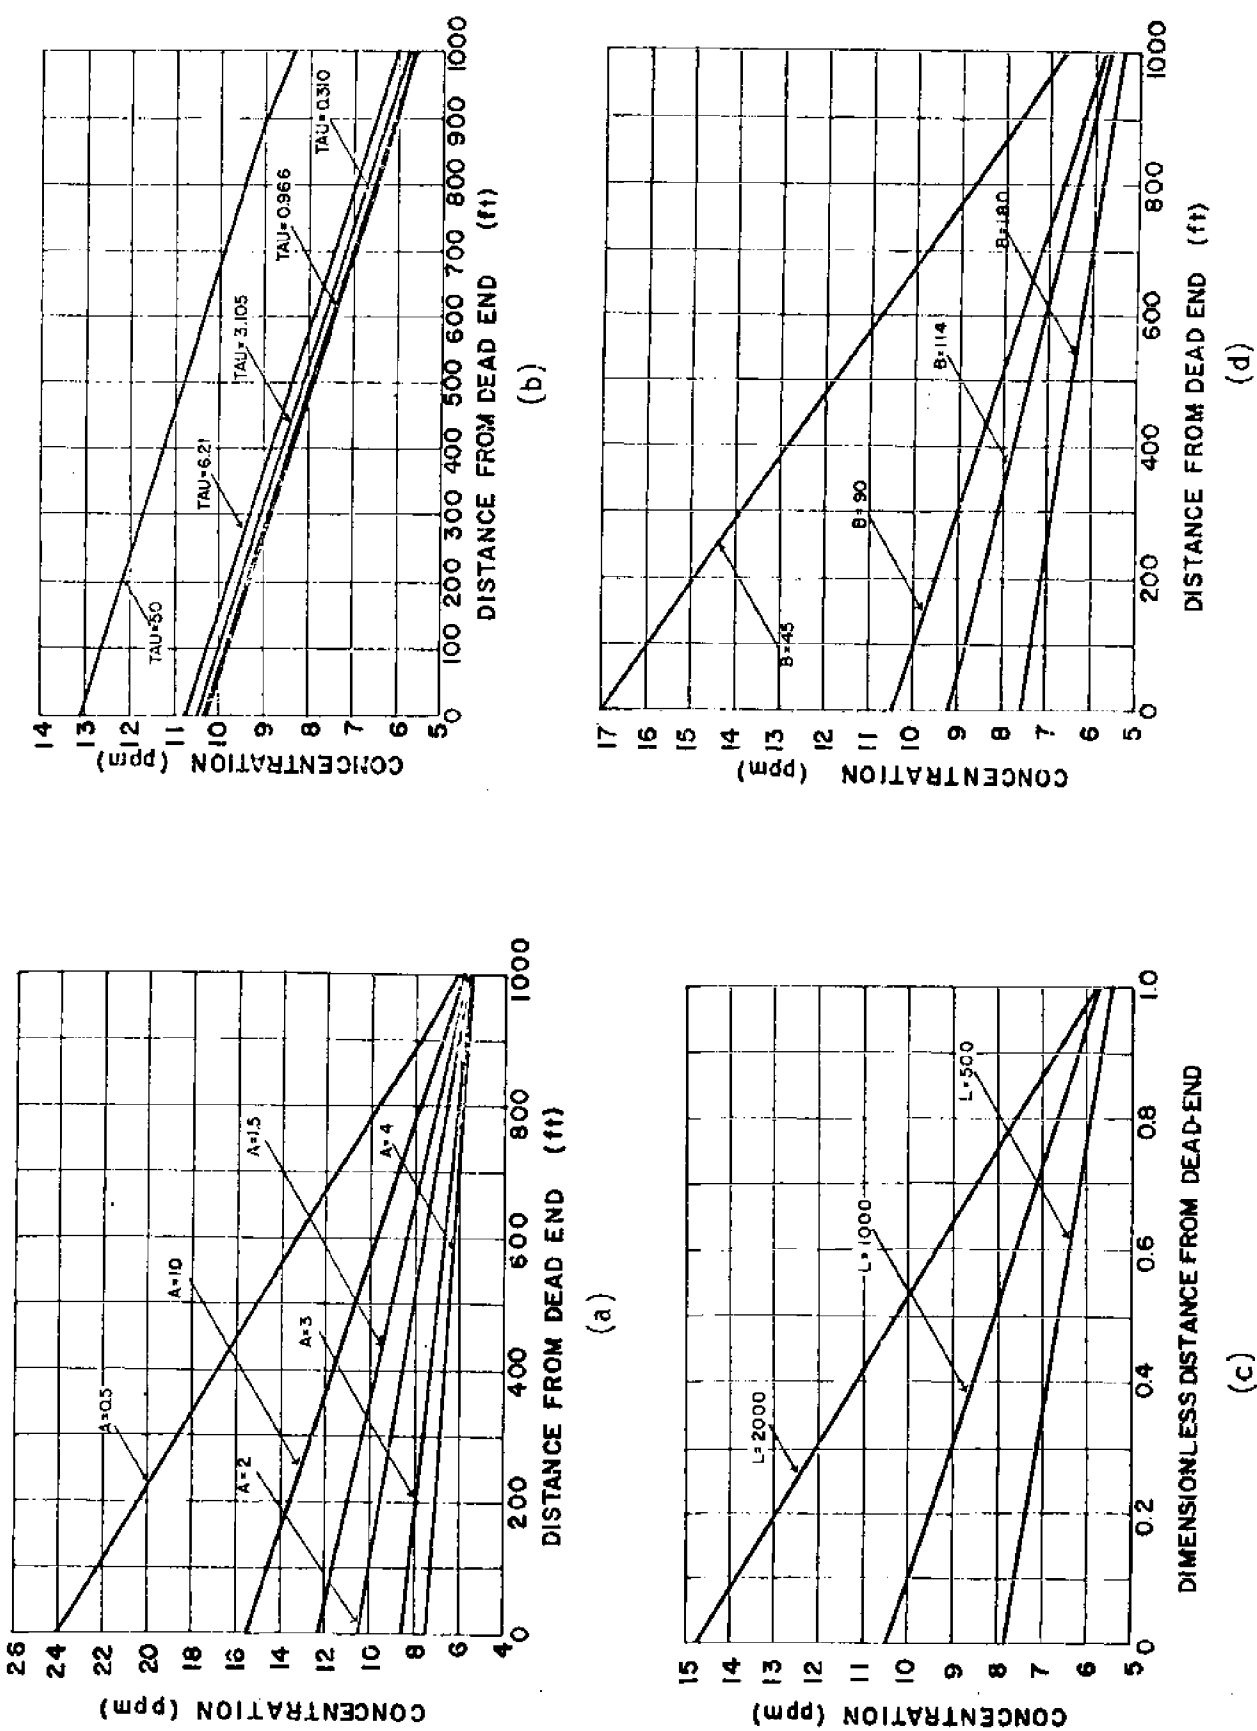 CONCENTRATION (ppm)
26
24
22
20
18
16
14
12
10
8
6
4
0
200
400
600
800
1000
DISTANCE FROM DEAD END (ft)
A=0.5
A=2
A=1.0
A=3
A=1.5
A=4
(a)
CONCENTRATION (ppm)
14
13
12
11
10
9
8
7
6
5
0
100
200
300
400
500
600
700
800
900
1000
DISTANCE FROM DEAD END (ft)
TAU=50
TAU=6.21
TAU=3.105
TAU=0.966
TAU=0.310
(b)
CONCENTRATION (ppm)
15
14
13
12
11
10
9
8
7
6
5
0
0.2
0.4
0.6
0.8
1.0
DIMENSIONLESS DISTANCE FROM DEAD-END
L=2000
L=1000
L=500
(c)
CONCENTRATION (ppm)
17
16
15
14
13
12
11
10
9
8
7
6
5
0
200
400
600
800
1000
DISTANCE FROM DEAD END (ft)
B=45
B=90
B=114
B=180
(d)